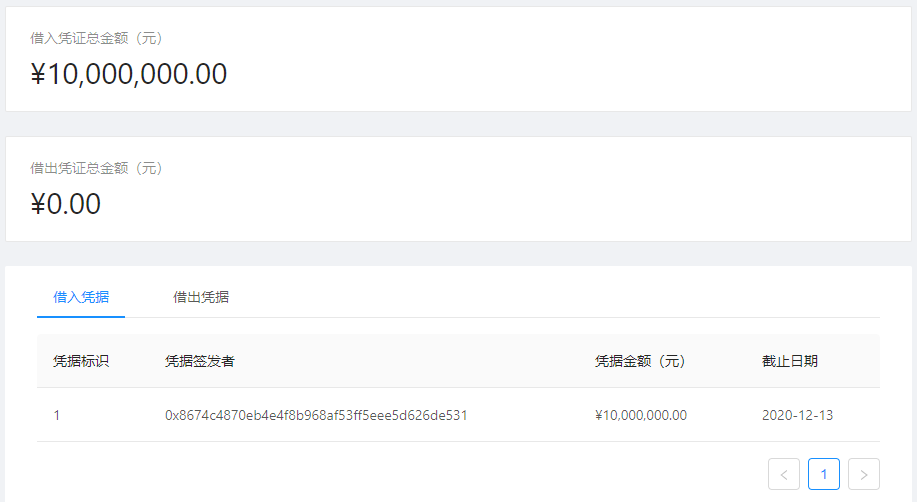 借入凭证总金额（元）
¥10,000,000.00
借出凭证总金额（元）
¥0.00
借入凭据 借出凭据
凭据标识 凭据签发者 凭据金额（元） 截止日期
1 0x8674c4870eb4e4f8b968af53ff5eee5d626de531 ¥10,000,000.00 2020-12-13
< 1 >